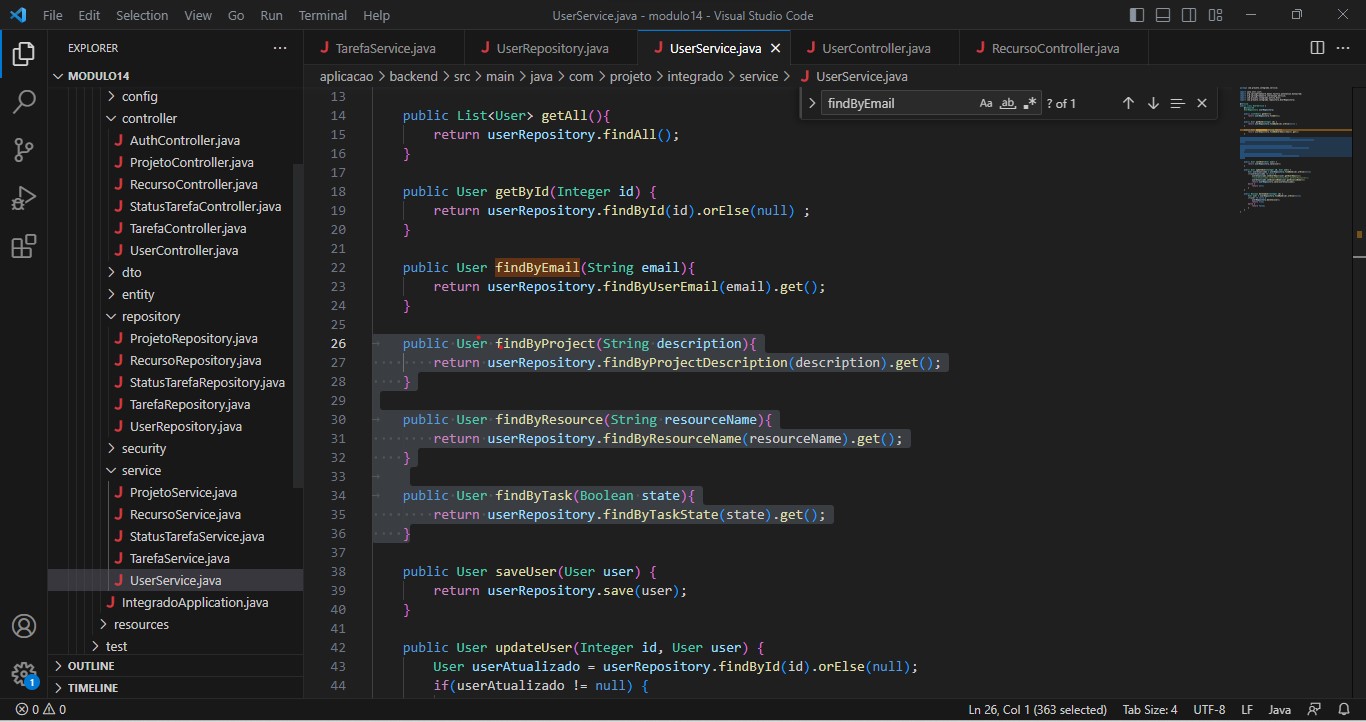 File Edit Selection View Go Run Terminal Help
UserService.java - modulo14 - Visual Studio Code
EXPLORER
MODULO14
config
controller
AuthController.java
ProjetoController.java
RecursoController.java
StatusTarefaController.java
TarefaController.java
UserController.java
dto
entity
repository
ProjetoRepository.java
RecursoRepository.java
StatusTarefaRepository.java
TarefaRepository.java
UserRepository.java
security
service
ProjetoService.java
RecursoService.java
StatusTarefaService.java
TarefaService.java
UserService.java
IntegradoApplication.java
resources
test
OUTLINE
TIMELINE
1
TarefaService.java UserRepository.java UserService.java UserController.java RecursoController.java
aplicacao > backend > src > main > java > com > projeto > integrado > service > UserService.java
findByEmail Aa ab ? of 1
13
14 public List<User> getAll(){
15 return userRepository.findAll();
16 }
17
18 public User getById(Integer id) {
19 return userRepository.findById(id).orElse(null) ;
20 }
21
22 public User findByEmail(String email){
23 return userRepository.findByUserEmail(email).get();
24 }
25
26 public User findByProject(String description){
27 return userRepository.findByProjectDescription(description).get();
28 }
29
30 public User findByResource(String resourceName){
31 return userRepository.findByResourceName(resourceName).get();
32 }
33
34 public User findByTask(Boolean state){
35 return userRepository.findByTaskState(state).get();
36 }
37
38 public User saveUser(User user) {
39 return userRepository.save(user);
40 }
41
42 public User updateUser(Integer id, User user) {
43 User userAtualizado = userRepository.findById(id).orElse(null);
44 if(userAtualizado != null) {
0 0 Ln 26, Col 1 (363 selected) Tab Size: 4 UTF-8 LF Java